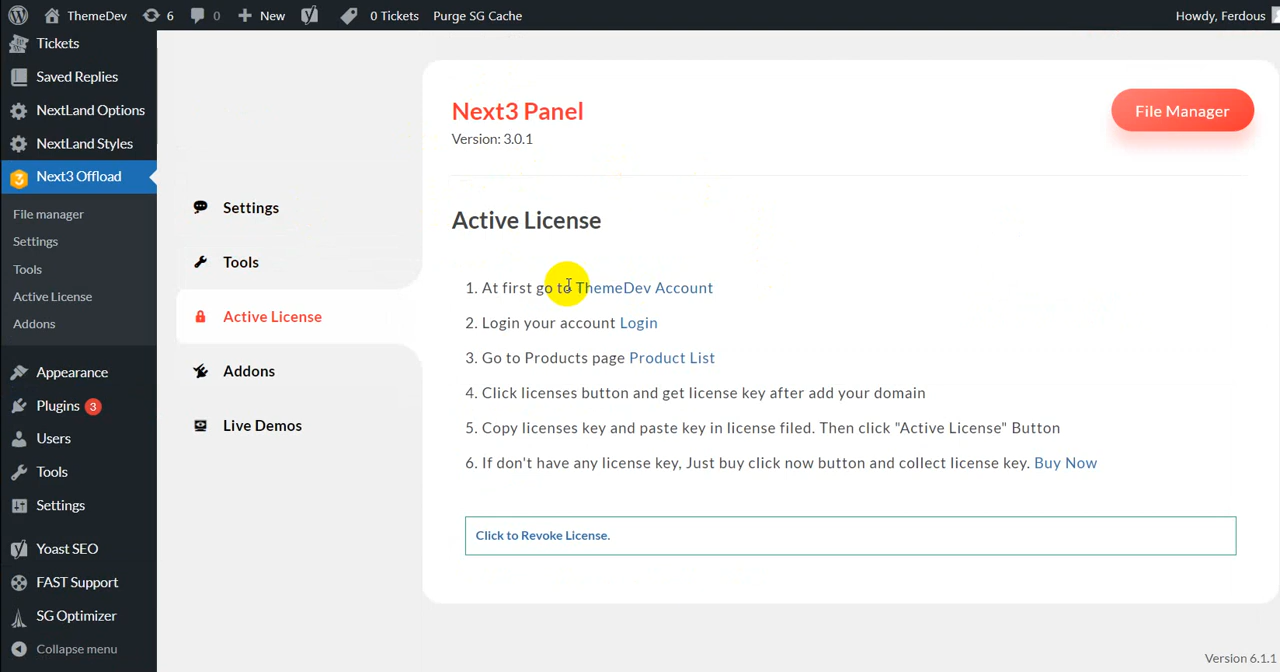 ThemeDev 6 0 New 0 Tickets Purge SG Cache Howdy, Ferdous
Tickets
Saved Replies
NextLand Options
NextLand Styles
Next3 Offload
File manager
Settings
Tools
Active License
Addons
Appearance
Plugins 3
Users
Tools
Settings
Yoast SEO
FAST Support
SG Optimizer
Collapse menu
Settings
Tools
Active License
Addons
Live Demos
Next3 Panel
Version: 3.0.1
File Manager
Active License
1. At first go to ThemeDev Account
2. Login your account Login
3. Go to Products page Product List
4. Click licenses button and get license key after add your domain
5. Copy licenses key and paste key in license filed. Then click "Active License" Button
6. If don't have any license key, Just buy click now button and collect license key. Buy Now
Click to Revoke License.
Version 6.1.1